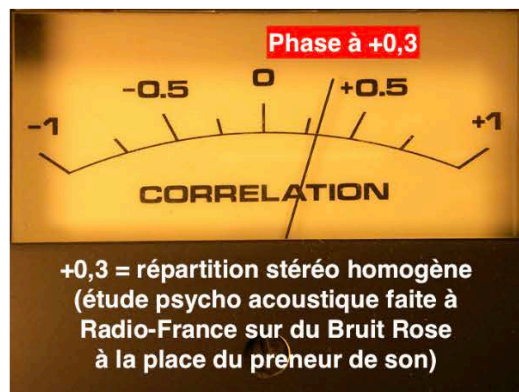 Phase à +0,3
-1 -0.5 0 +0.5 +1
CORRELATION
+0,3 = répartition stéréo homogène
(étude psycho acoustique faite à
Radio-France sur du Bruit Rose
à la place du preneur de son)